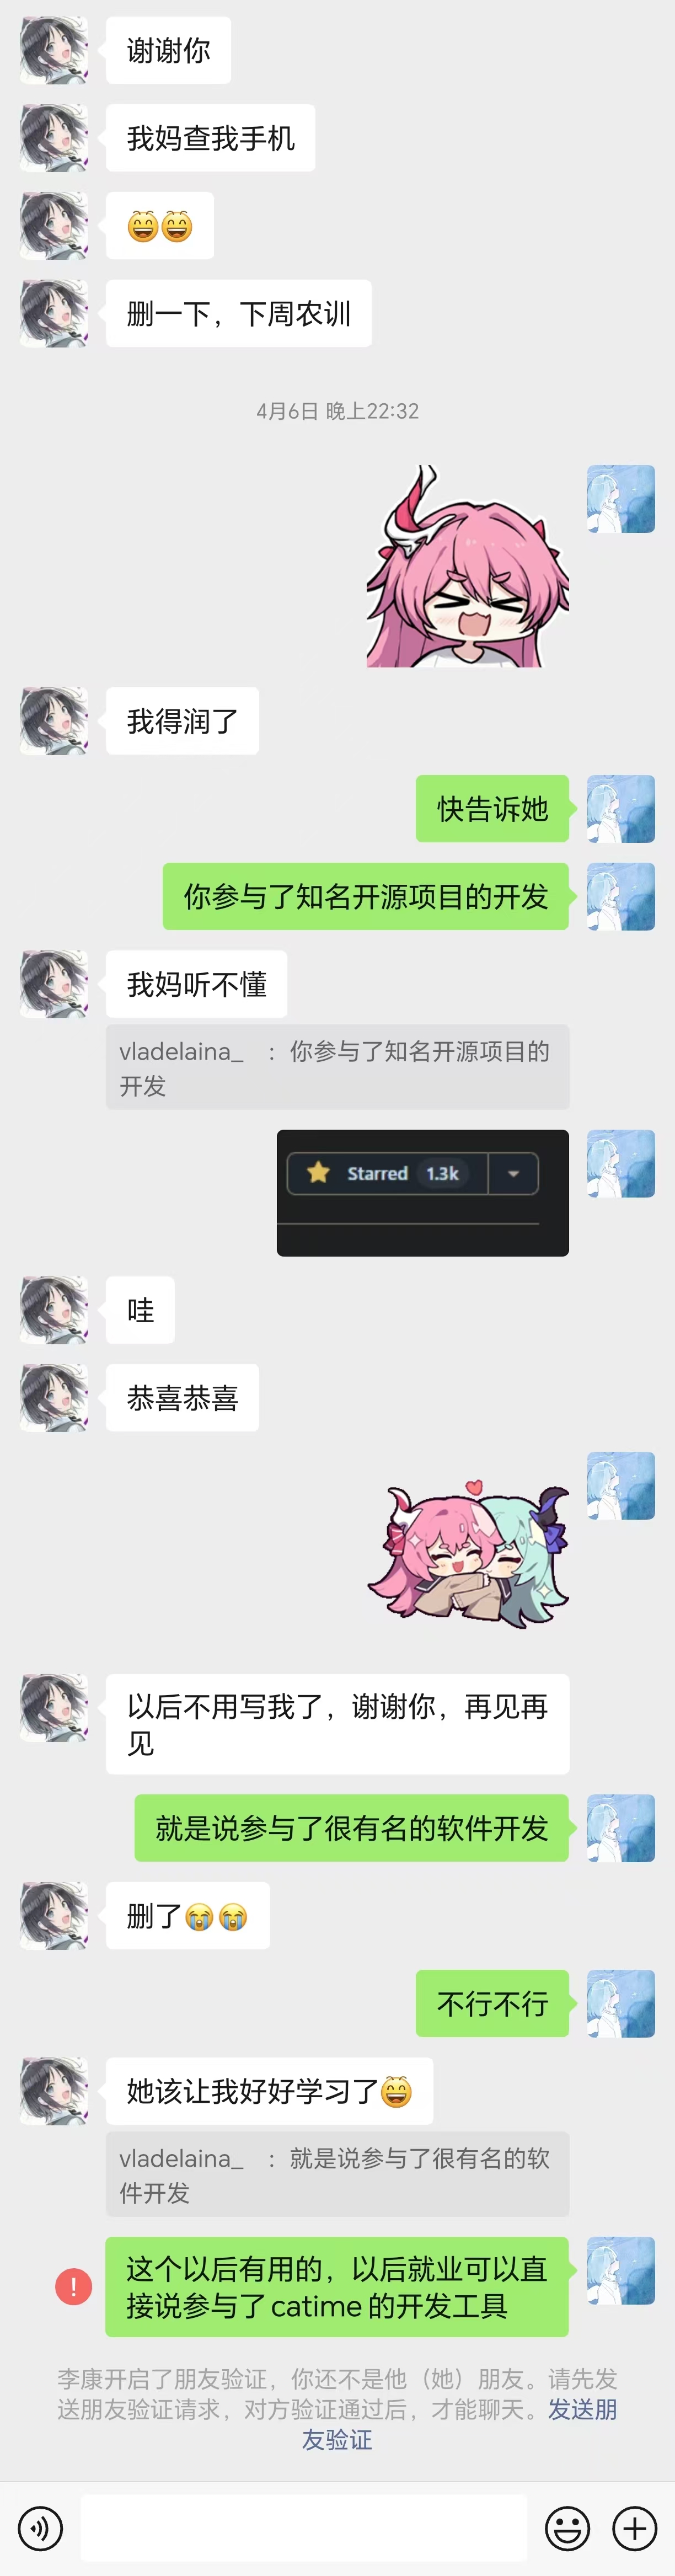 谢谢你
我妈查我手机
😄😄
删一下，下周农训
4月6日 晚上22:32
我得润了
快告诉她
你参与了知名开源项目的开发
我妈听不懂
vladelaina_ ：你参与了知名开源项目的
开发
Starred 1.3k
哇
恭喜恭喜
以后不用写我了，谢谢你，再见再
见
就是说参与了很有名的软件开发
删了😭😭
不行不行
她该让我好好学习了😄
vladelaina_ ：就是说参与了很有名的软
件开发
这个以后有用的，以后就业可以直
接说参与了 catime 的开发工具
李康开启了朋友验证，你还不是他（她）朋友。请先发
送朋友验证请求，对方验证通过后，才能聊天。发送朋
友验证